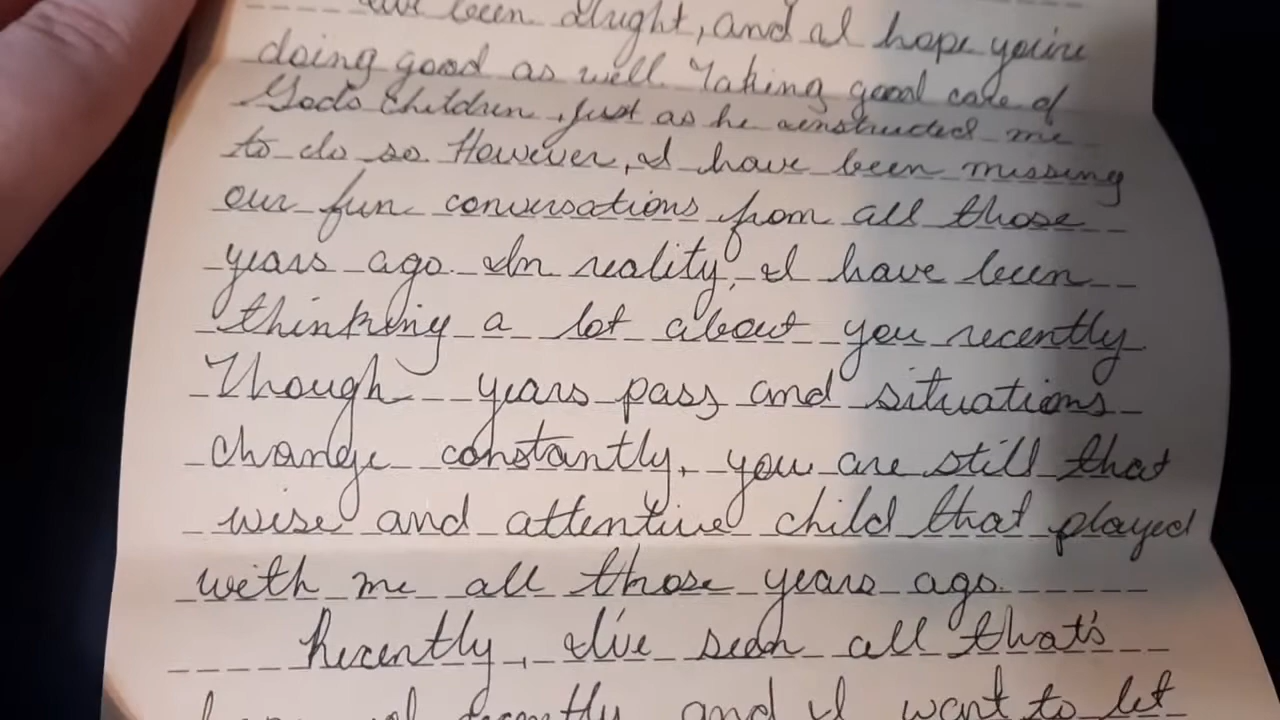 been alright, and I hope you're
doing good as well. Taking good care of
God's Children, just as he instructed me
to do so. However, I have been missing
our fun conversations from all those
years ago. In reality, I have been
thinking a lot about you recently
Though years pass and situations
change constantly, you are still that
wise and attentive child that played
with me all those years ago.
Recently, I've seen all that's
and I want to let